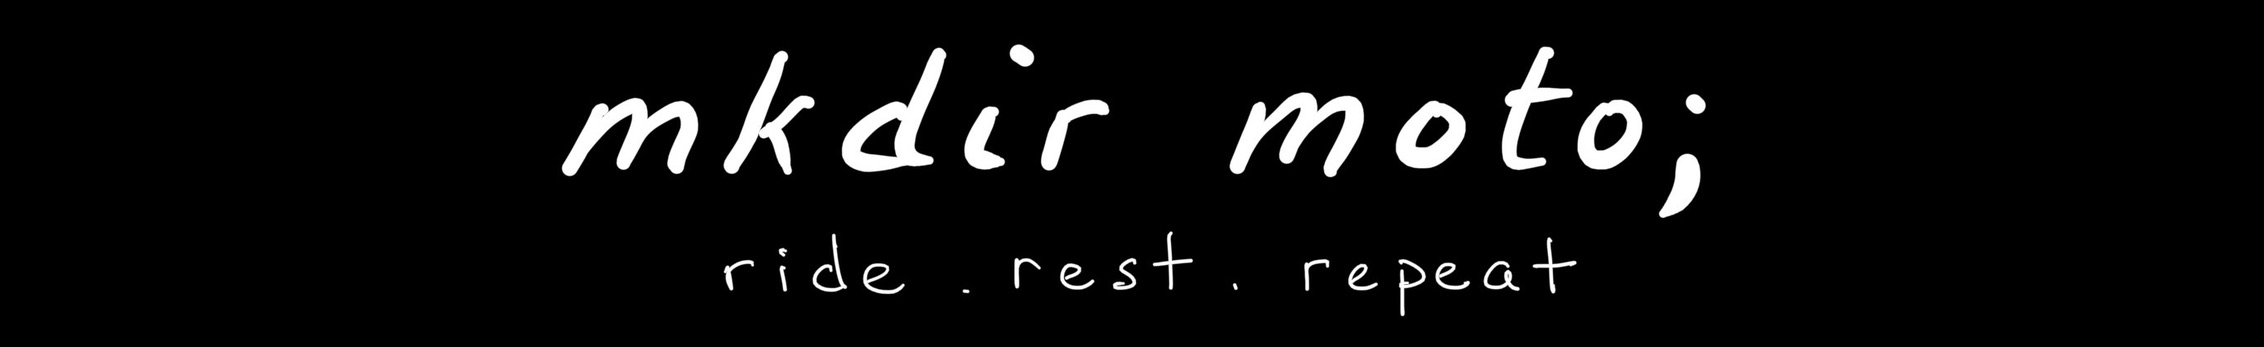 mkdir moto;
ride . rest . repeat